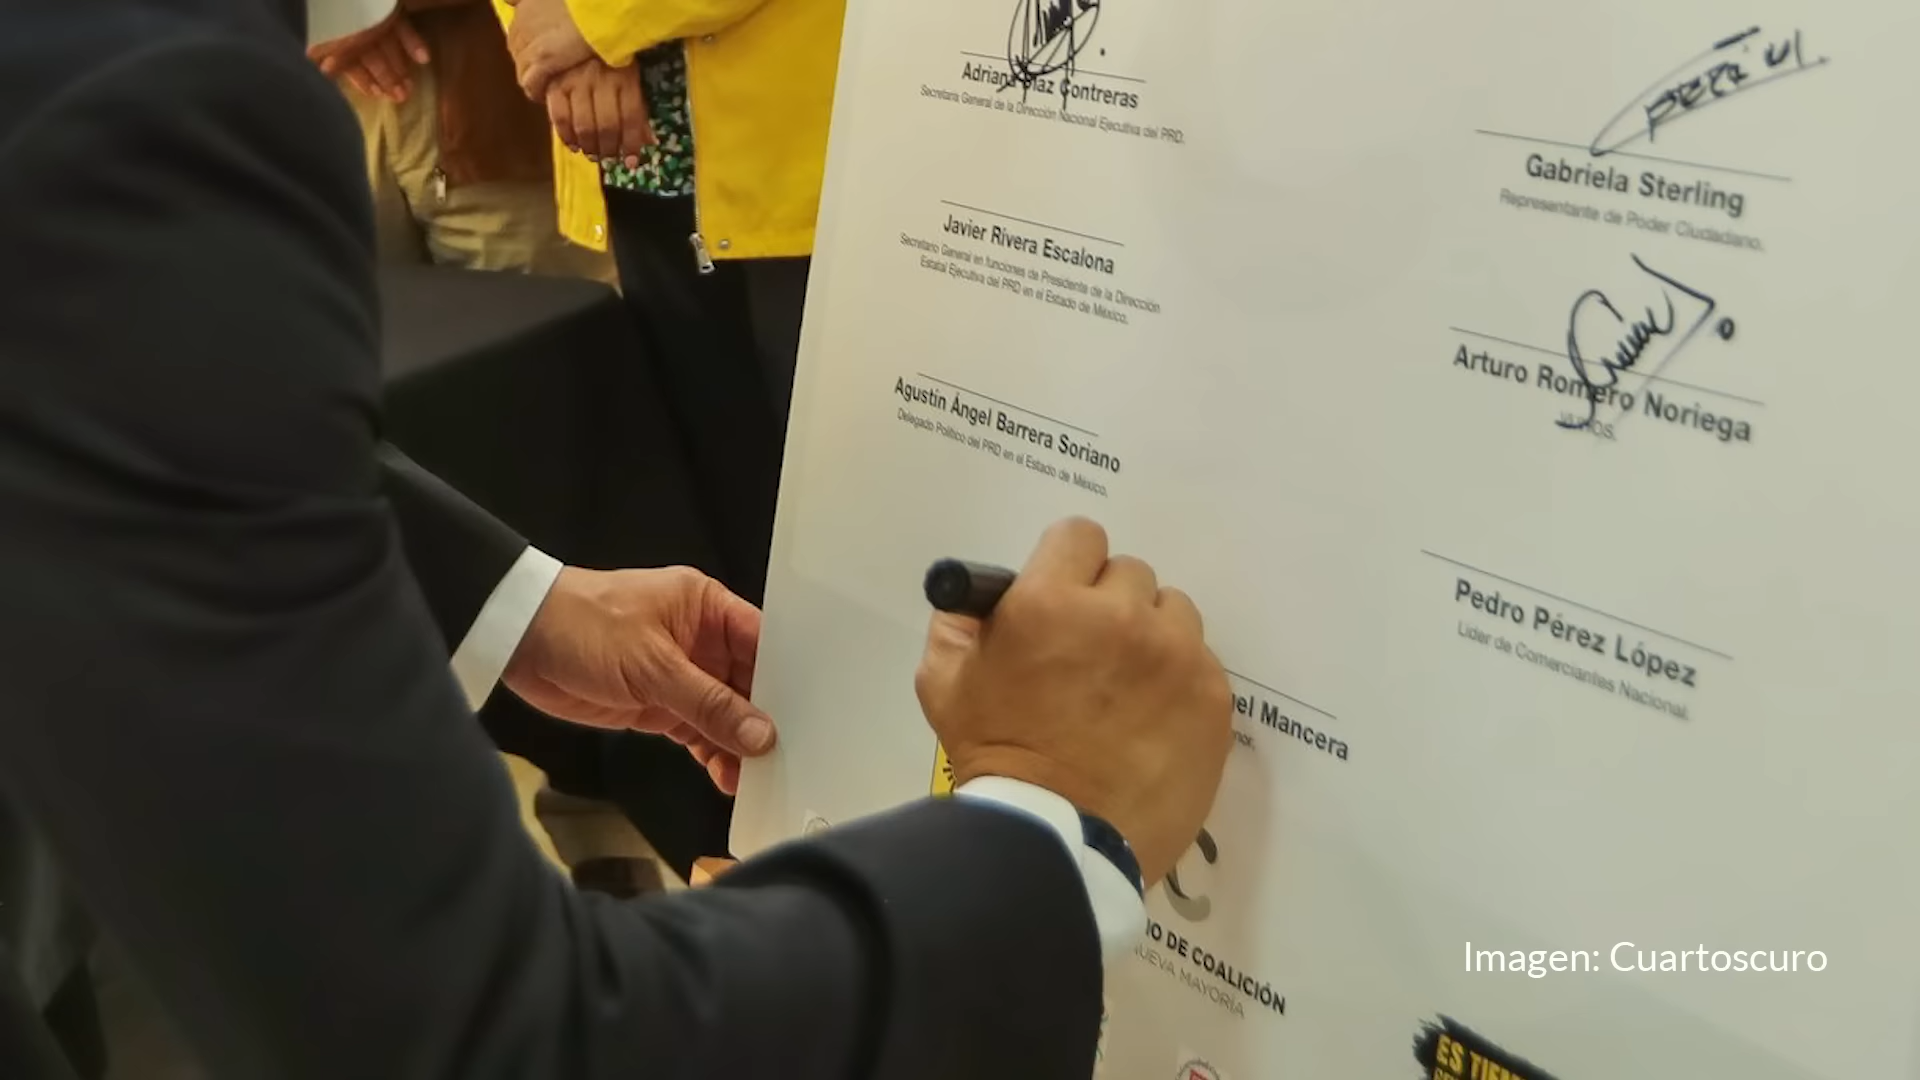 Adriana Díaz Contreras
Secretaria General de la Dirección Nacional Ejecutiva del PRD.
Javier Rivera Escalona
Secretario General en funciones de Presidente de la Dirección
Estatal Ejecutiva del PRD en el Estado de México.
Agustín Ángel Barrera Soriano
Delegado Político del PRD en el Estado de México.
Mancera
Gabriela Sterling
Representante de Poder Ciudadano.
Arturo Romero Noriega
Pedro Pérez López
Líder de Comerciantes Nacional.
DE COALICIÓN
MAYORÍA
ES
Imagen: Cuartoscuro